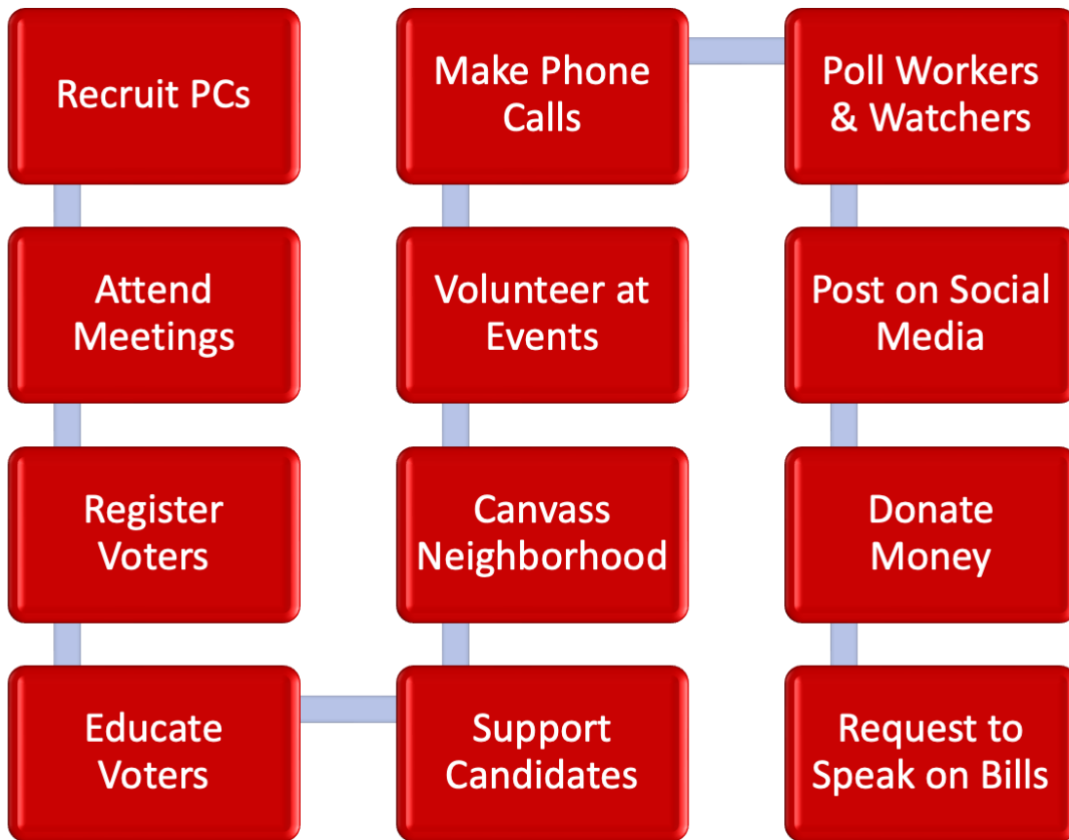 Recruit PCs
Attend
Meetings
Register
Voters
Educate
Voters
Support
Candidates
Canvass
Neighborhood
Volunteer at
Events
Make Phone
Calls
Poll Workers
& Watchers
Post on Social
Media
Donate
Money
Request to
Speak on Bills